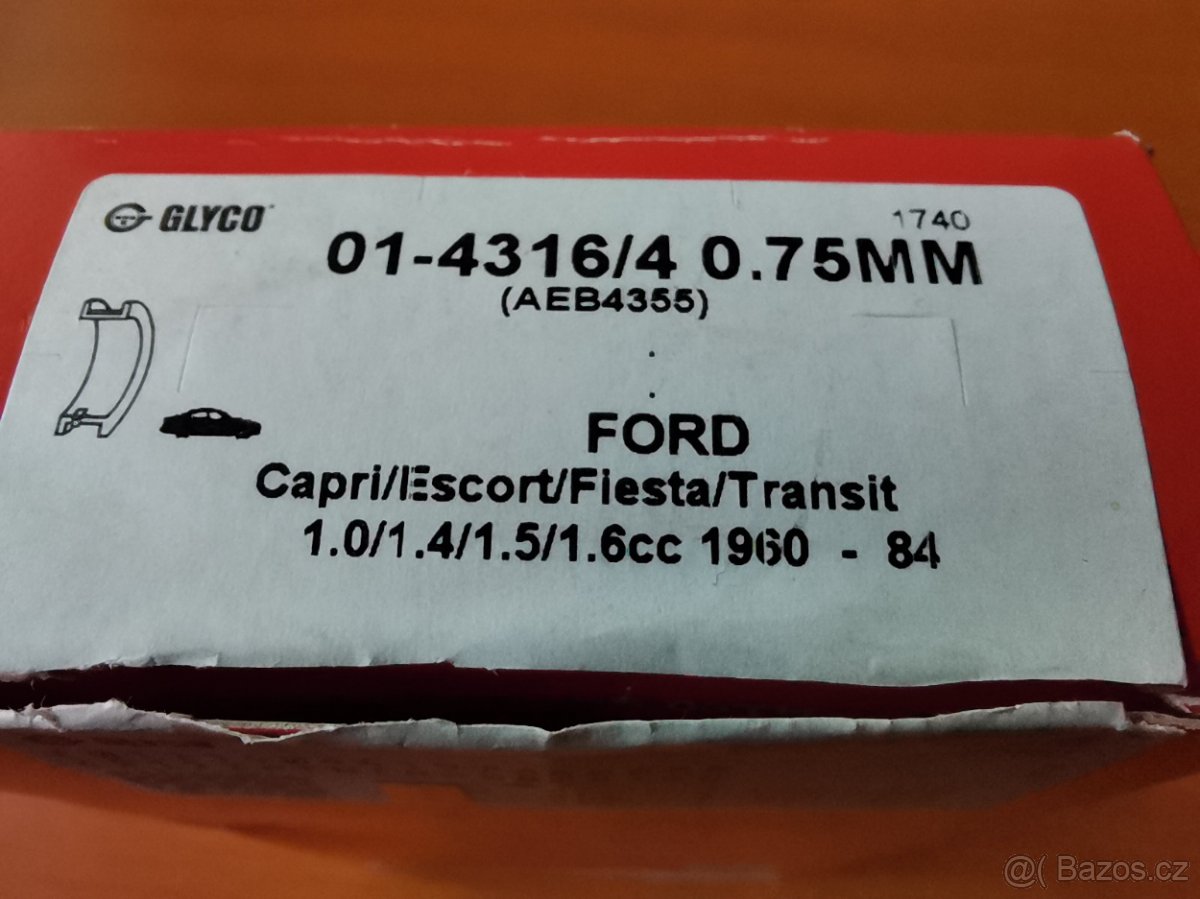 GLYCO
1740
01-4316/4 0.75MM
(AEB4355)
FORD
Capri/Escort/Fiesta/Transit
1.0/1.4/1.5/1.6cc 1960 - 84
@( Bazos.cz